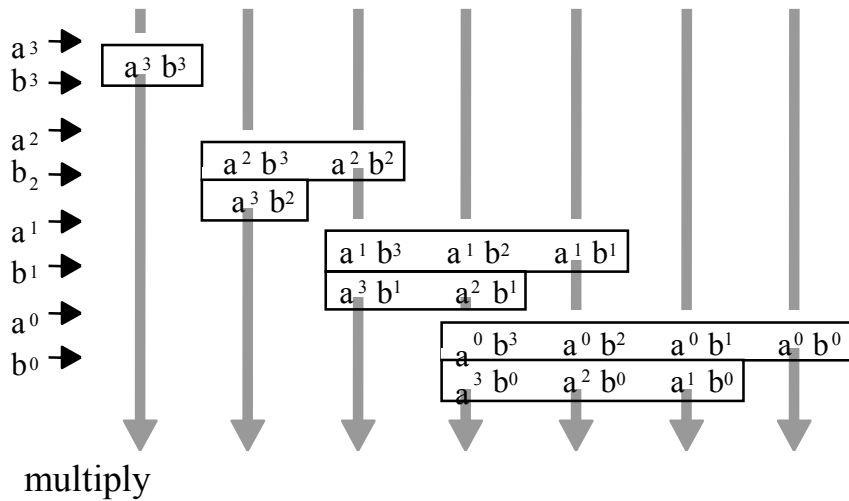 a³
b³
a³ b³
a²
b₂
a² b³ a² b²
a³ b²
a¹
b¹
a¹ b³ a¹ b² a¹ b¹
a³ b¹ a² b¹
a⁰
b⁰
a⁰ b³ a⁰ b² a⁰ b¹ a⁰ b⁰
a³ b⁰ a² b⁰ a¹ b⁰
multiply